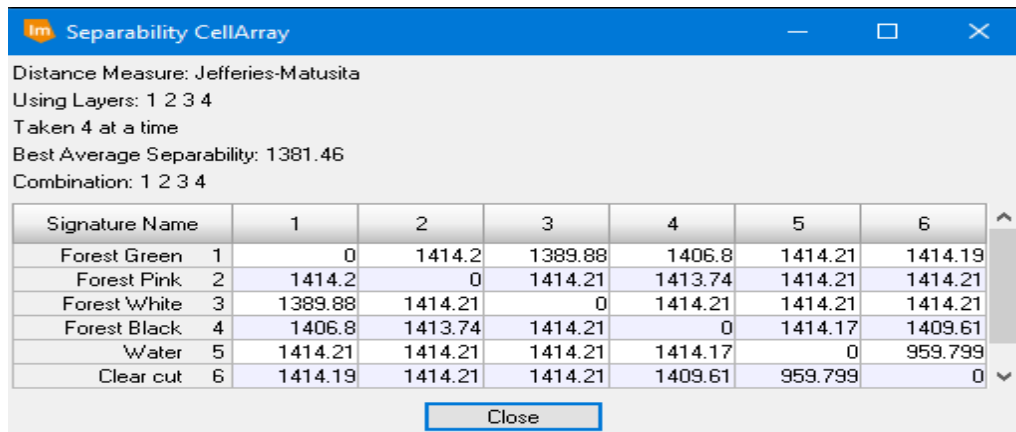 Im Separability CellArray
Distance Measure: Jefferies-Matusita
Using Layers: 1 2 3 4
Taken 4 at a time
Best Average Separability: 1381.46
Combination: 1 2 3 4
Signature Name 1 2 3 4 5 6
Forest Green 1 0 1414.2 1389.88 1406.8 1414.21 1414.19
Forest Pink 2 1414.2 0 1414.21 1413.74 1414.21 1414.21
Forest White 3 1389.88 1414.21 0 1414.21 1414.21 1414.21
Forest Black 4 1406.8 1413.74 1414.21 0 1414.17 1409.61
Water 5 1414.21 1414.21 1414.21 1414.17 0 959.799
Clear cut 6 1414.19 1414.21 1414.21 1409.61 959.799 0
Close